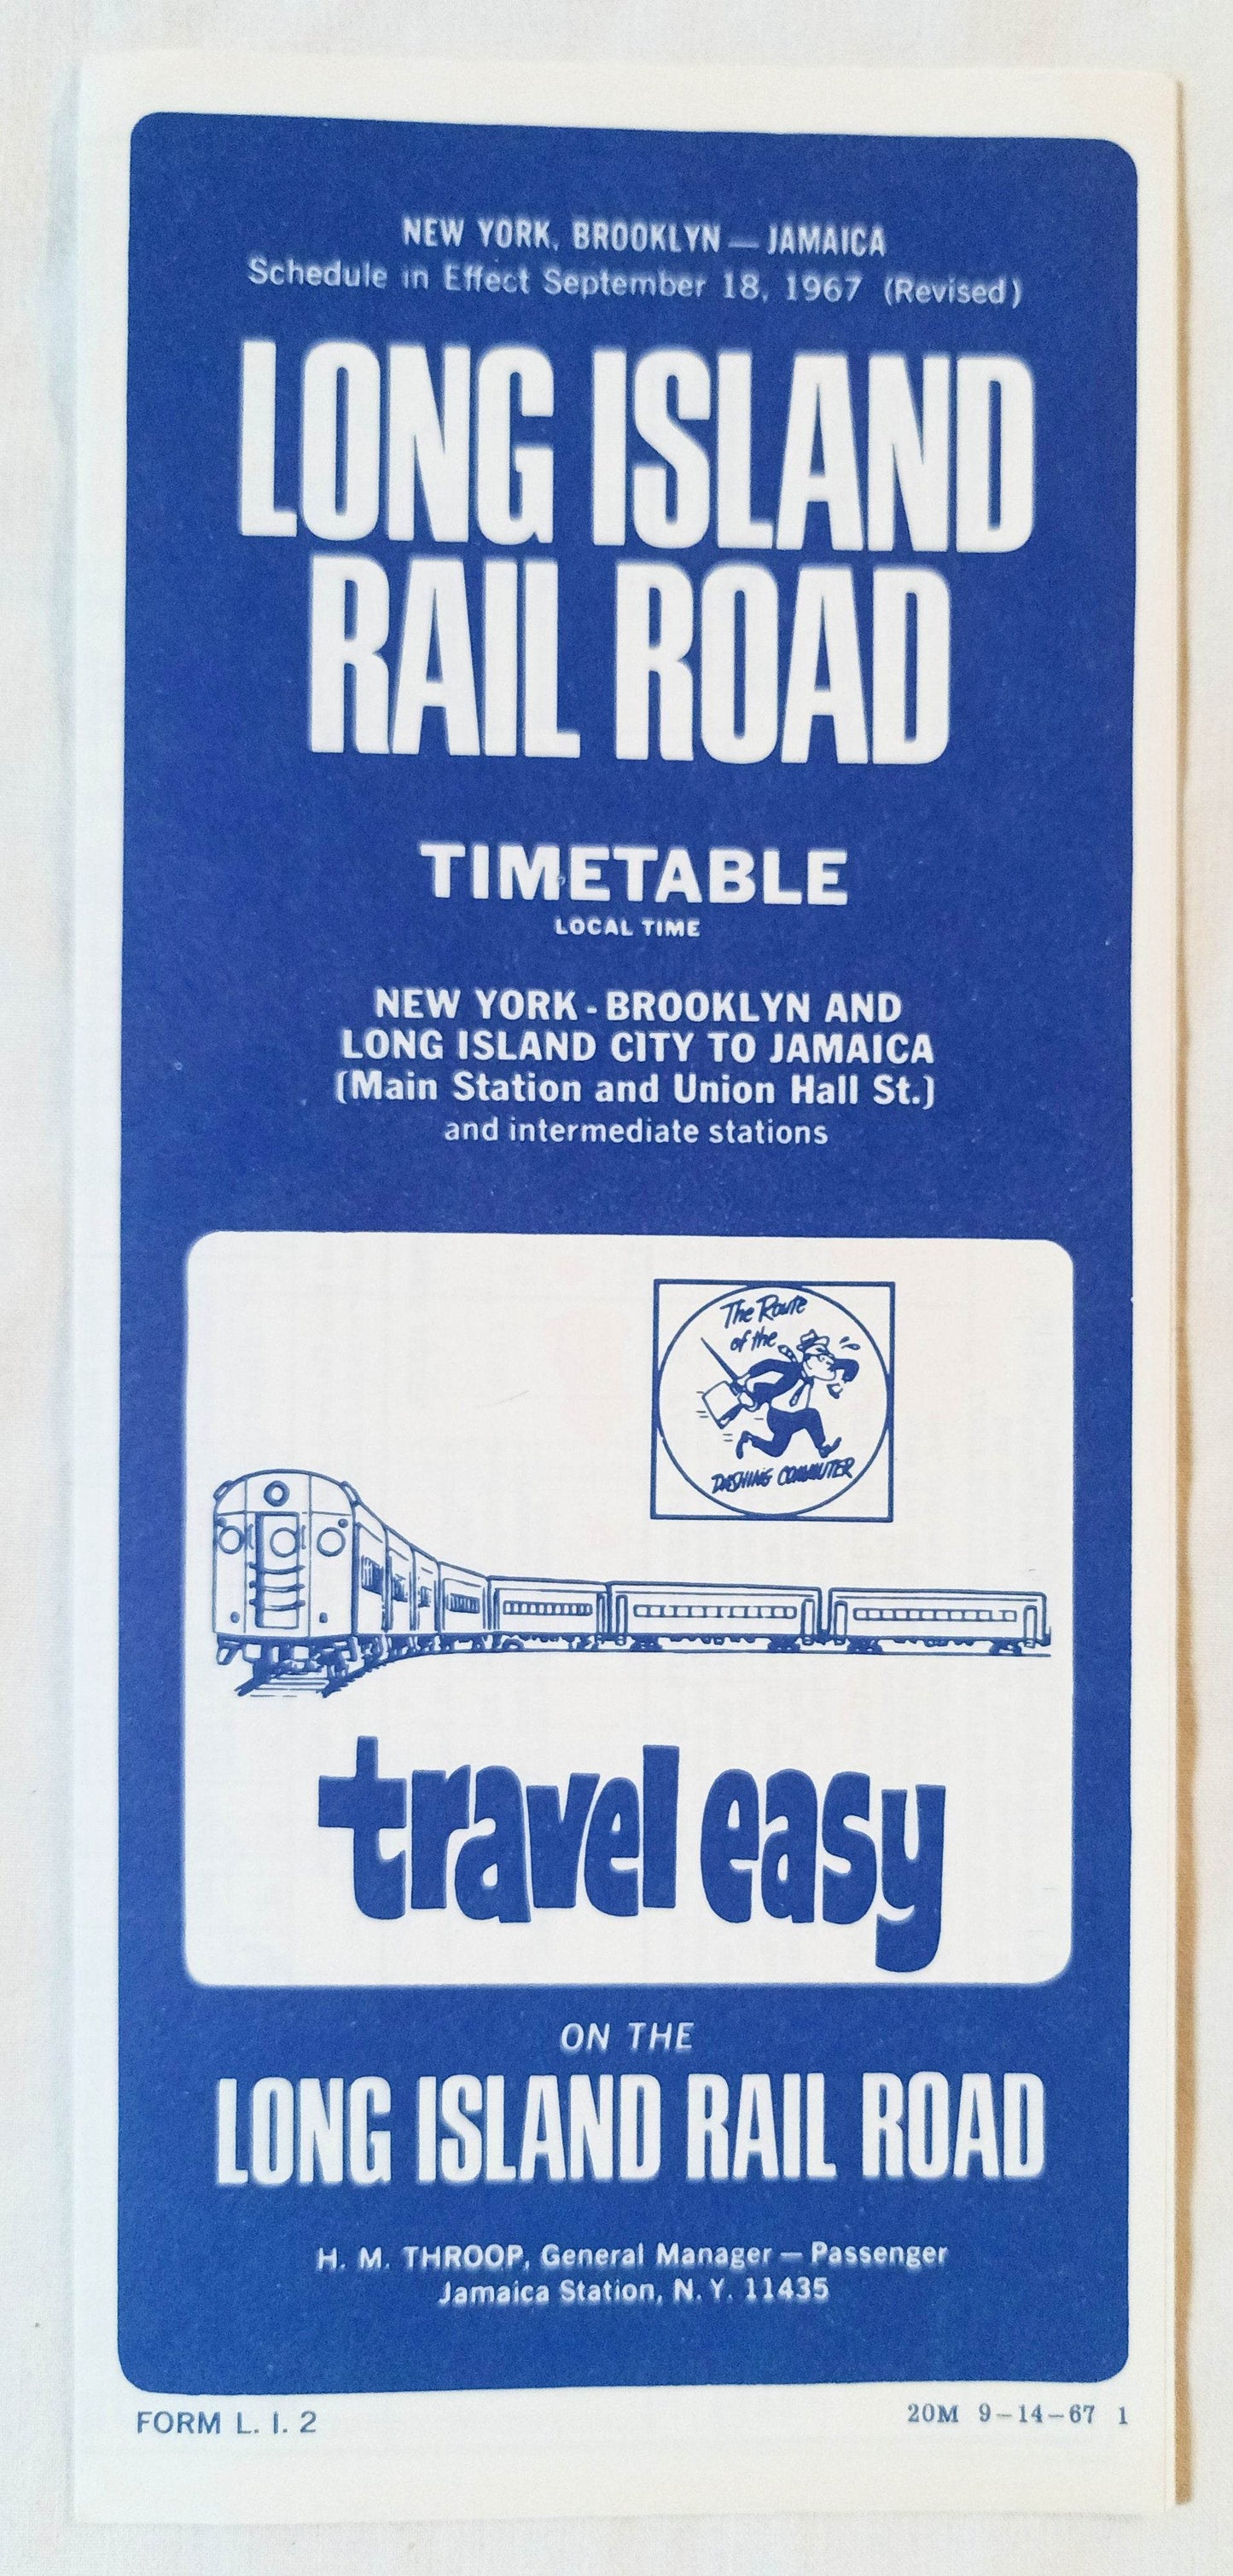 NEW YORK, BROOKLYN — JAMAICA
Schedule in Effect September 18, 1967 (Revised)
LONG ISLAND
RAIL ROAD
TIMETABLE
LOCAL TIME
NEW YORK - BROOKLYN AND
LONG ISLAND CITY TO JAMAICA
(Main Station and Union Hall St.)
and intermediate stations
The Route
of the
DASHING COMMUTER
travel easy
ON THE
LONG ISLAND RAIL ROAD
H. M. THROOP, General Manager — Passenger
Jamaica Station, N. Y. 11435
FORM L. I. 2
20M 9-14-67 1